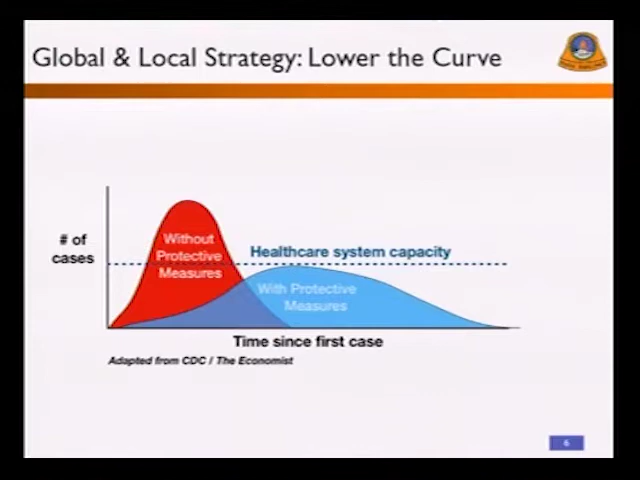 Global & Local Strategy: Lower the Curve
# of
cases
Without
Protective
Measures
Healthcare system capacity
With Protective
Measures
Time since first case
Adapted from CDC / The Economist
6